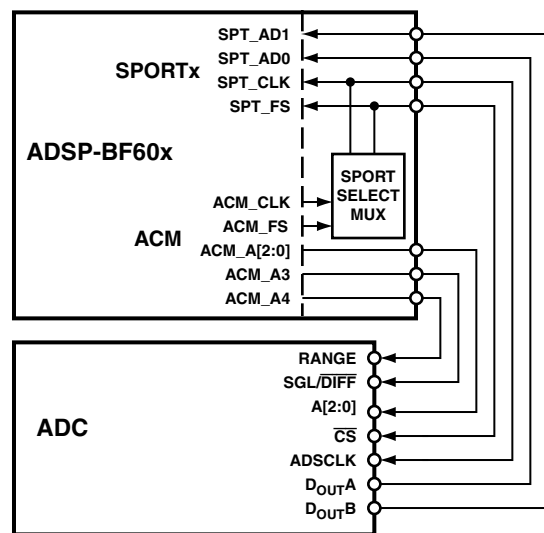 SPT_AD1
SPT_AD0
SPORTx
SPT_CLK
SPT_FS
ADSP-BF60x
SPORT
SELECT
MUX
ACM_CLK
ACM_FS
ACM
ACM_A[2:0]
ACM_A3
ACM_A4
RANGE
SGL/DIFF
A[2:0]
ADC
CS
ADSCLK
DOUTA
DOUTB